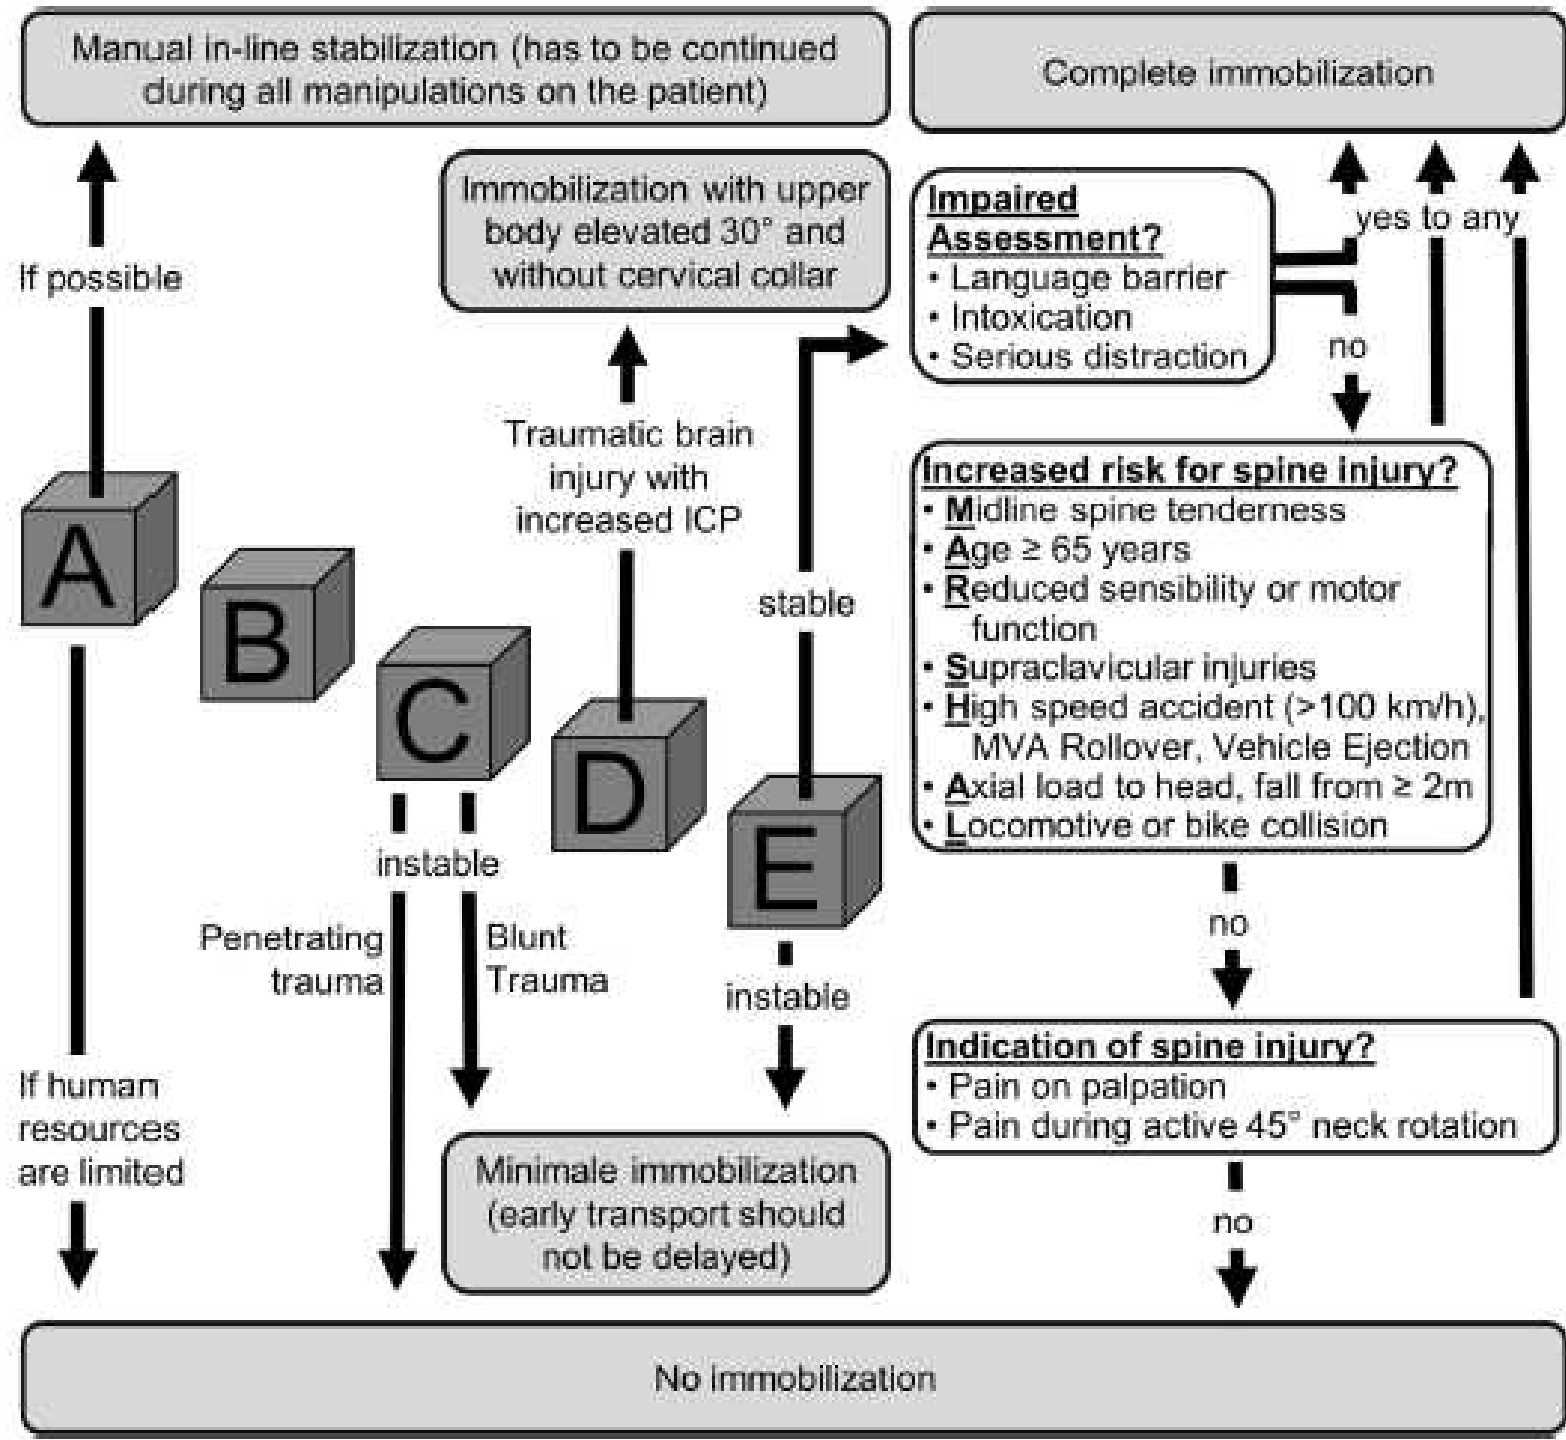 Manual in-line stabilization (has to be continued
during all manipulations on the patient)
Complete immobilization
Immobilization with upper
body elevated 30° and
without cervical collar
Impaired
Assessment?
• Language barrier
• Intoxication
• Serious distraction
yes to any
no
If possible
Traumatic brain
injury with
increased ICP
stable
Increased risk for spine injury?
• Midline spine tenderness
• Age ≥ 65 years
• Reduced sensibility or motor
function
• Supraclavicular injuries
• High speed accident (>100 km/h),
MVA Rollover, Vehicle Ejection
• Axial load to head, fall from ≥ 2m
• Locomotive or bike collision
A
B
C
D
E
instable
Penetrating
trauma
Blunt
Trauma
instable
no
If human
resources
are limited
Indication of spine injury?
• Pain on palpation
• Pain during active 45° neck rotation
Minimale immobilization
(early transport should
not be delayed)
no
No immobilization